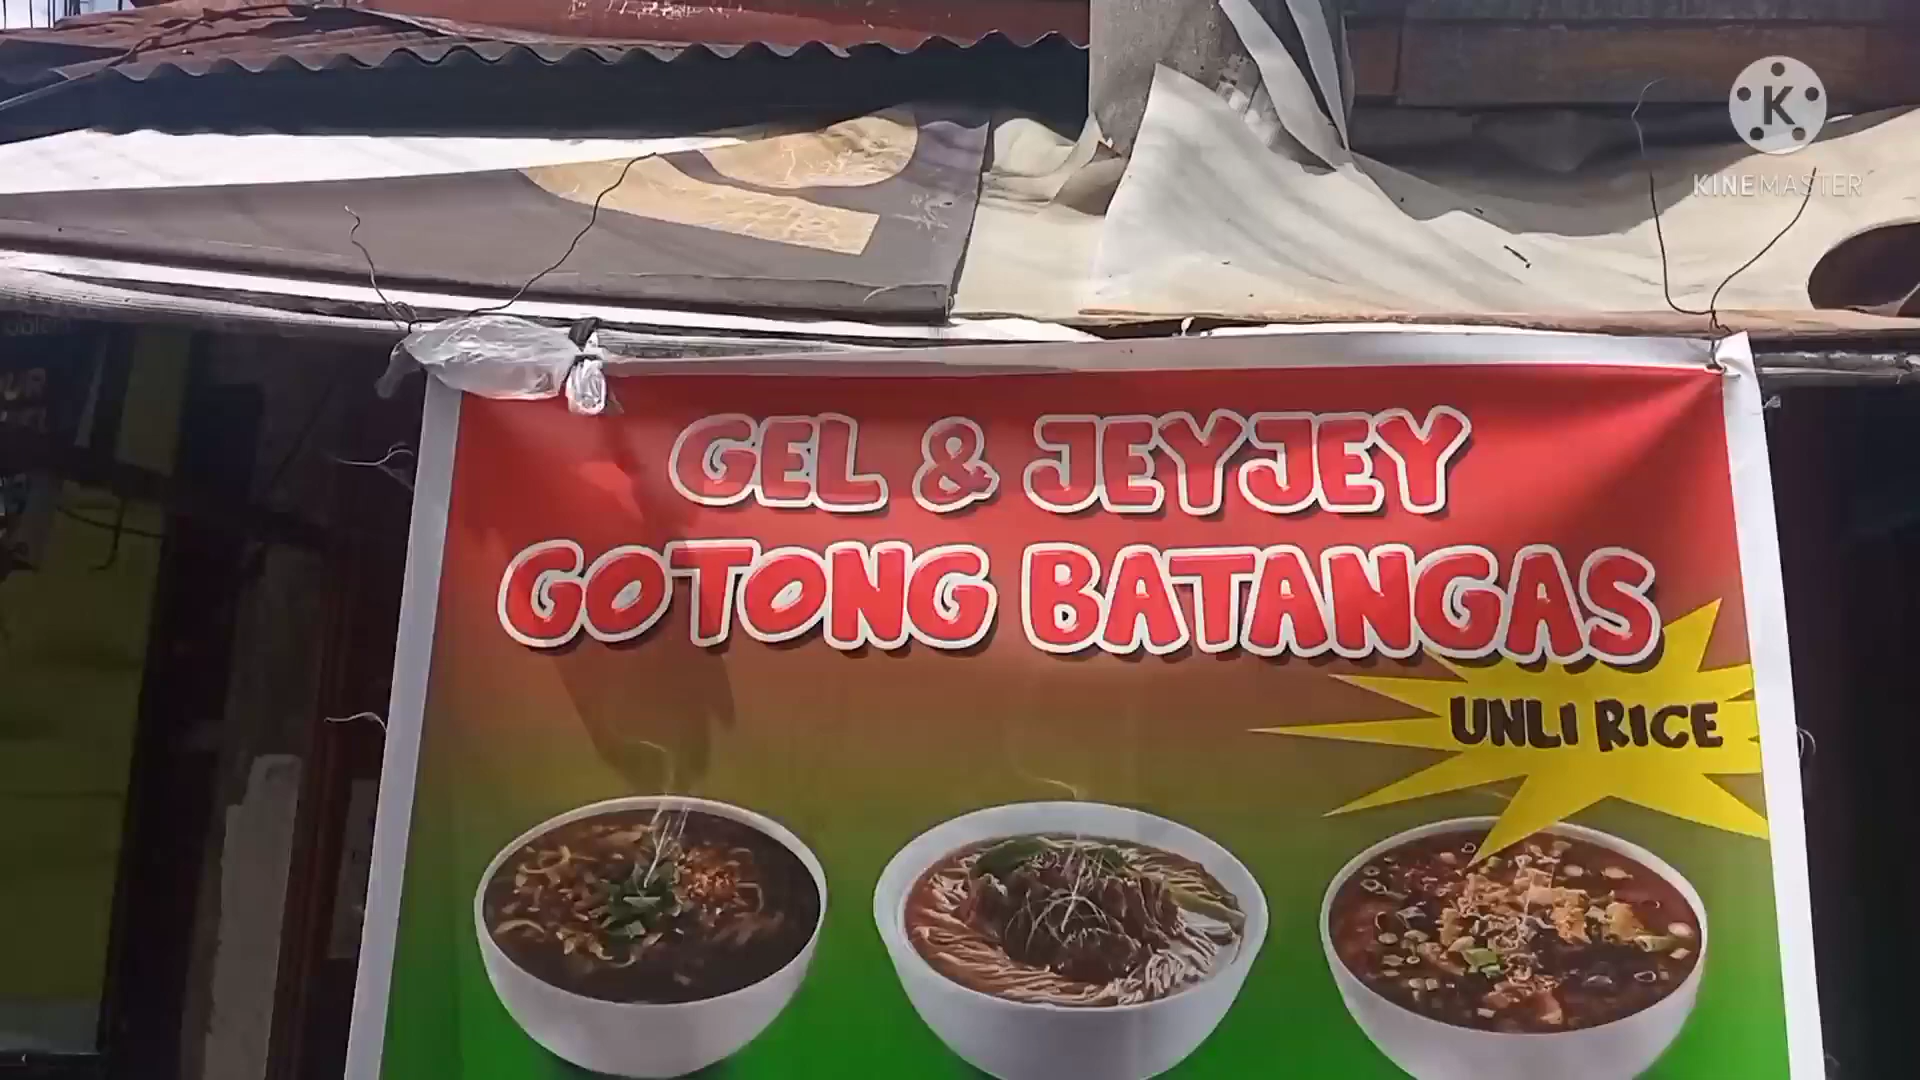 K
KINEMASTER
GEL & JEYJEY
GOTONG BATANGAS
UNLI RICE